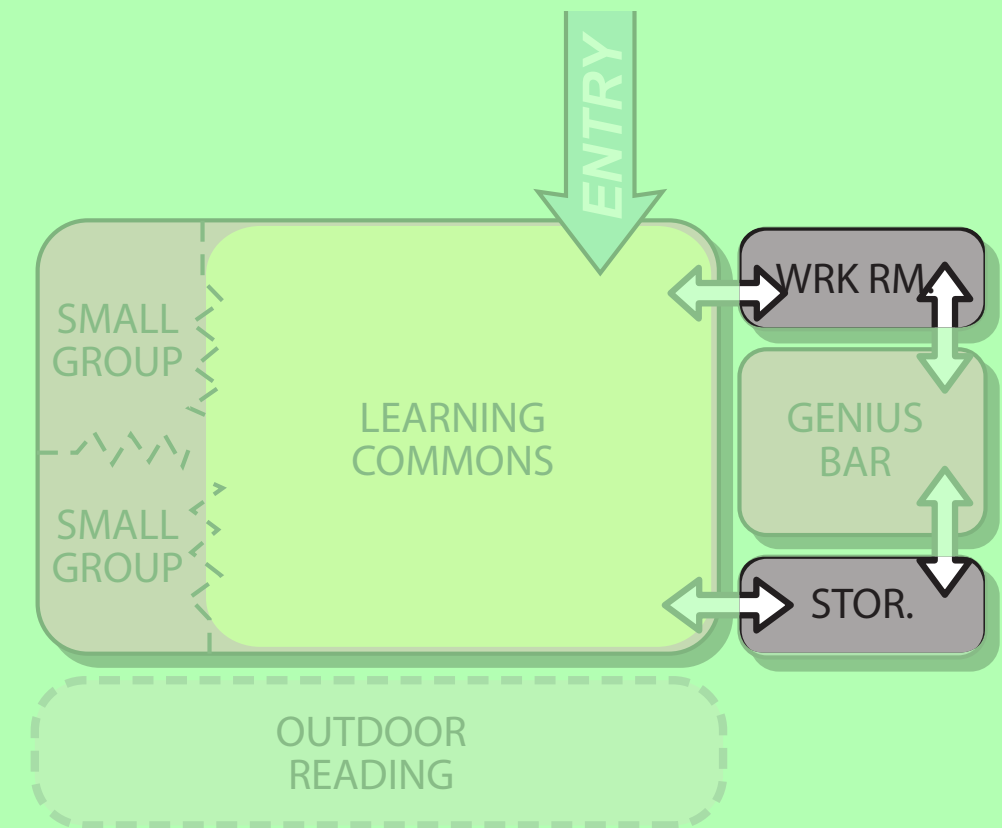 ENTRY
WRK RM.
SMALL
GROUP
LEARNING
COMMONS
GENIUS
BAR
SMALL
GROUP
STOR.
OUTDOOR
READING